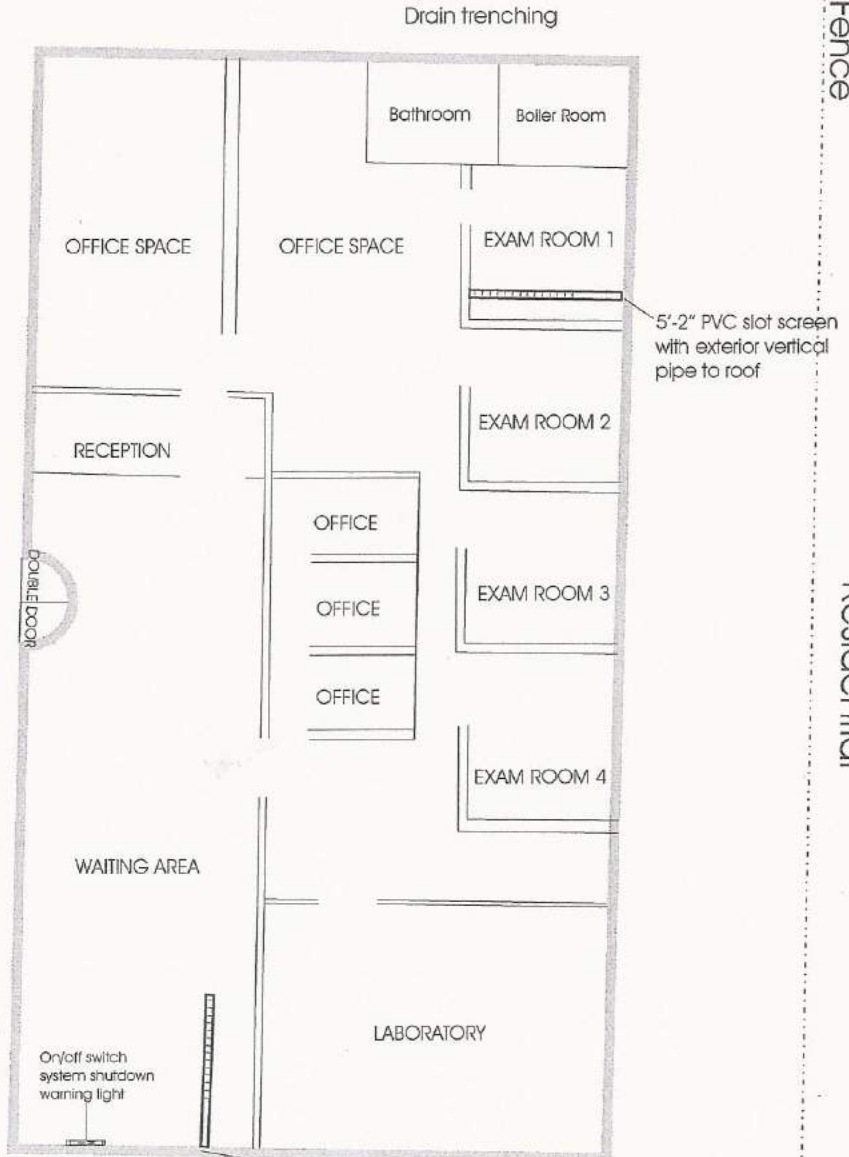 Drain trenching
Fence
Bathroom
Boiler Room
OFFICE SPACE
OFFICE SPACE
EXAM ROOM 1
5'-2" PVC slot screen
with exterior vertical
pipe to roof
EXAM ROOM 2
RECEPTION
OFFICE
DOUBLE DOOR
OFFICE
EXAM ROOM 3
Residential
OFFICE
EXAM ROOM 4
WAITING AREA
LABORATORY
On/off switch
system shutdown
warning light